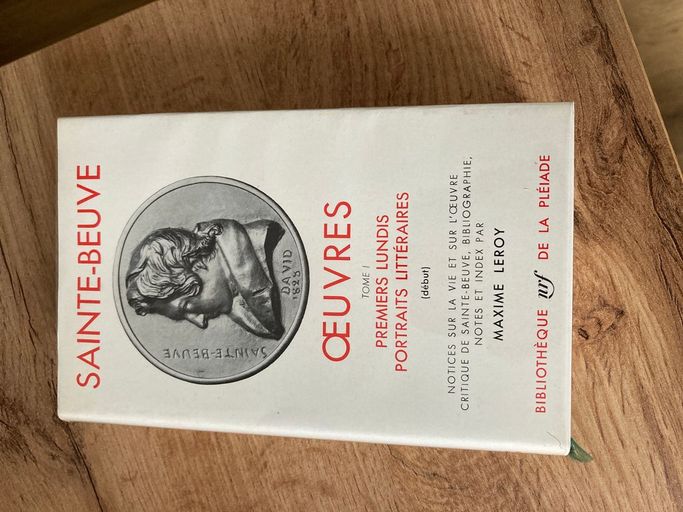 SAINTE-BEUVE
SAINTE-BEUVE
DAVID
1828
ŒUVRES
TOME I
PREMIERS LUNDIS
PORTRAITS LITTÉRAIRES
(début)
NOTICES SUR LA VIE ET SUR L'ŒUVRE
CRITIQUE DE SAINTE-BEUVE, BIBLIOGRAPHIE,
NOTES ET INDEX PAR
MAXIME LEROY
BIBLIOTHÈQUE nrf DE LA PLÉIADE